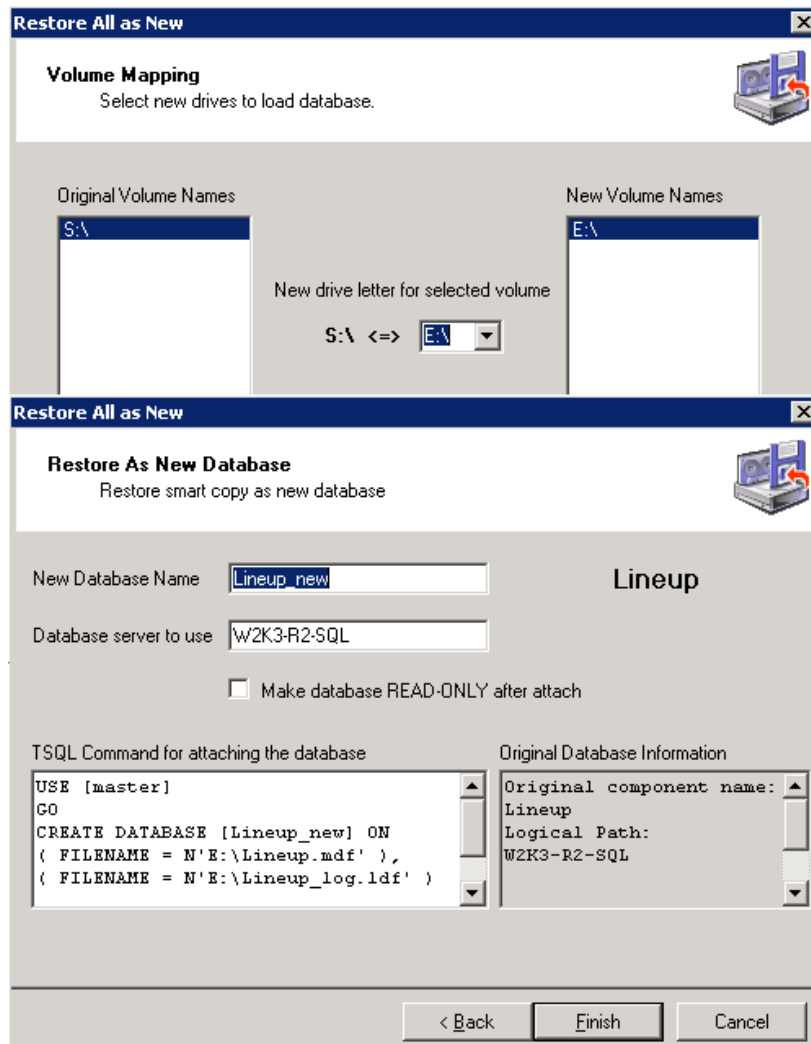 Restore All as New
Volume Mapping
Select new drives to load database.
Original Volume Names
New Volume Names
S:\
E:\
New drive letter for selected volume
S:\ <=> E:\
Restore All as New
Restore As New Database
Restore smart copy as new database
New Database Name Lineup_new Lineup
Database server to use W2K3-R2-SQL
Make database READ-ONLY after attach
TSQL Command for attaching the database
USE [master]
GO
CREATE DATABASE [Lineup_new] ON
( FILENAME = N'E:\Lineup.mdf' ),
( FILENAME = N'E:\Lineup_log.ldf' )
Original Database Information
Original component name:
Lineup
Logical Path:
W2K3-R2-SQL
< Back Finish Cancel